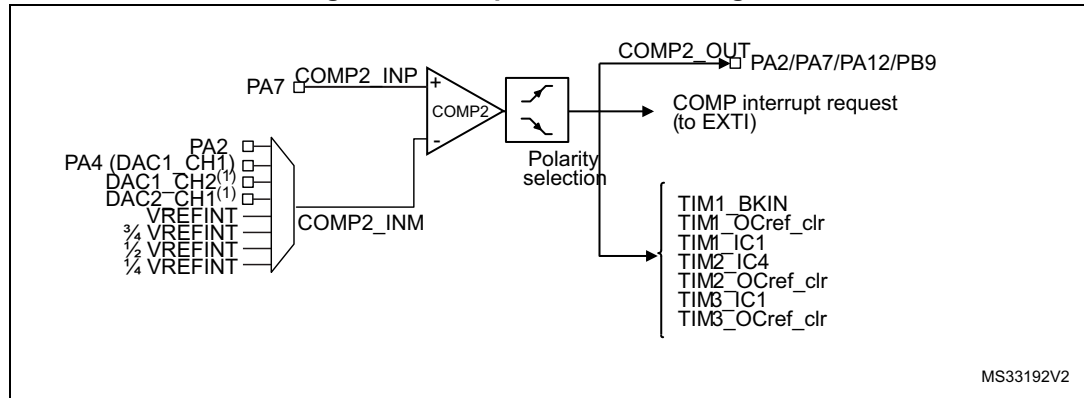 COMP2_OUT
PA2/PA7/PA12/PB9
PA7
COMP2_INP
+
COMP2
-
COMP interrupt request
(to EXTI)
Polarity
selection
PA2
PA4 (DAC1_CH1)
DAC1_CH2(1)
DAC2_CH1(1)
VREFINT
¾ VREFINT
½ VREFINT
¼ VREFINT
COMP2_INM
TIM1_BKIN
TIM1_OCref_clr
TIM1_IC1
TIM2_IC4
TIM2_OCref_clr
TIM3_IC1
TIM3_OCref_clr
MS33192V2